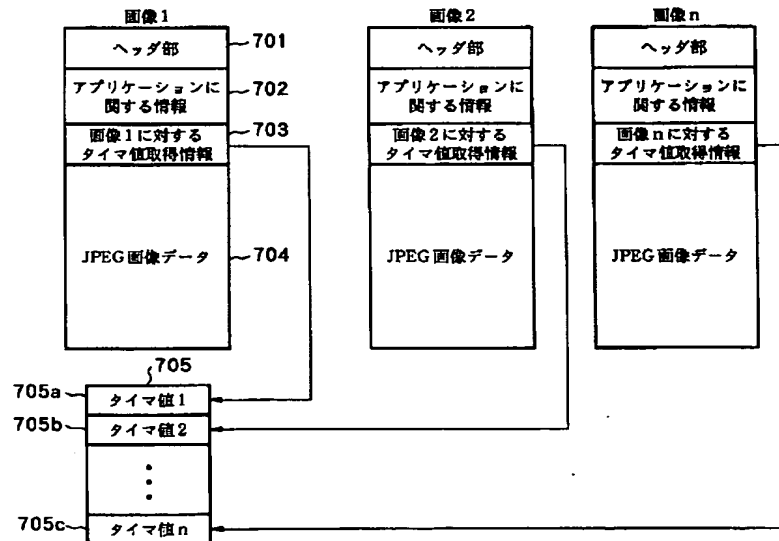 画像1
ヘッダ部
701
アプリケーションに
関する情報
702
画像1に対する
タイマ値取得情報
703
JPEG画像データ
704
画像2
ヘッダ部
アプリケーションに
関する情報
画像2に対する
タイマ値取得情報
JPEG画像データ
画像n
ヘッダ部
アプリケーションに
関する情報
画像nに対する
タイマ値取得情報
JPEG画像データ
705
705a
タイマ値1
705b
タイマ値2
705c
タイマ値n